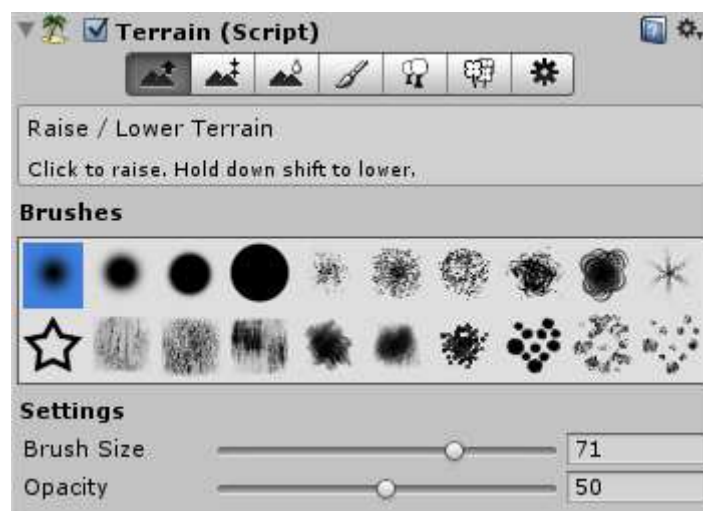 Terrain (Script)
Raise / Lower Terrain
Click to raise. Hold down shift to lower.
Brushes
Settings
Brush Size 71
Opacity 50